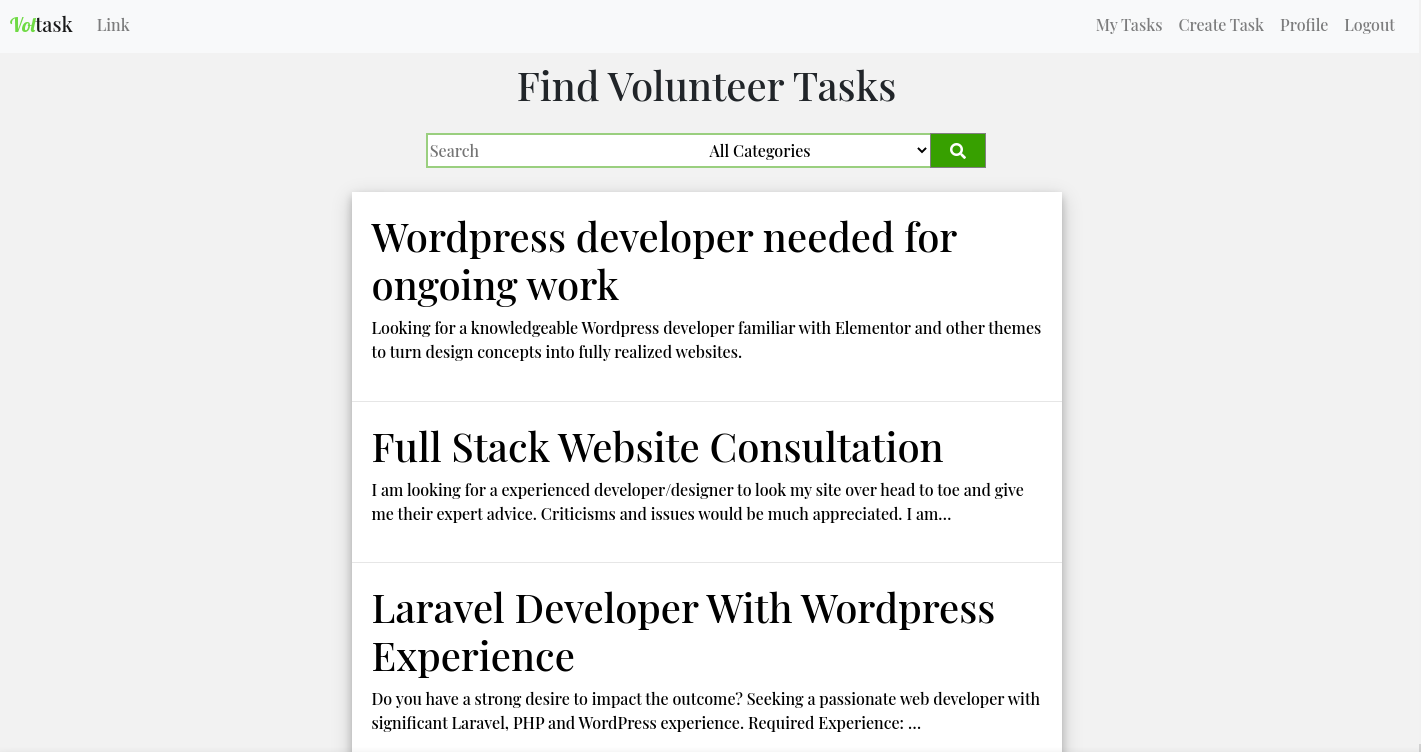 Voltask Link My Tasks Create Task Profile Logout
Find Volunteer Tasks
Search All Categories
Wordpress developer needed for
ongoing work
Looking for a knowledgeable Wordpress developer familiar with Elementor and other themes
to turn design concepts into fully realized websites.
Full Stack Website Consultation
I am looking for a experienced developer/designer to look my site over head to toe and give
me their expert advice. Criticisms and issues would be much appreciated. I am...
Laravel Developer With Wordpress
Experience
Do you have a strong desire to impact the outcome? Seeking a passionate web developer with
significant Laravel, PHP and WordPress experience. Required Experience: ...